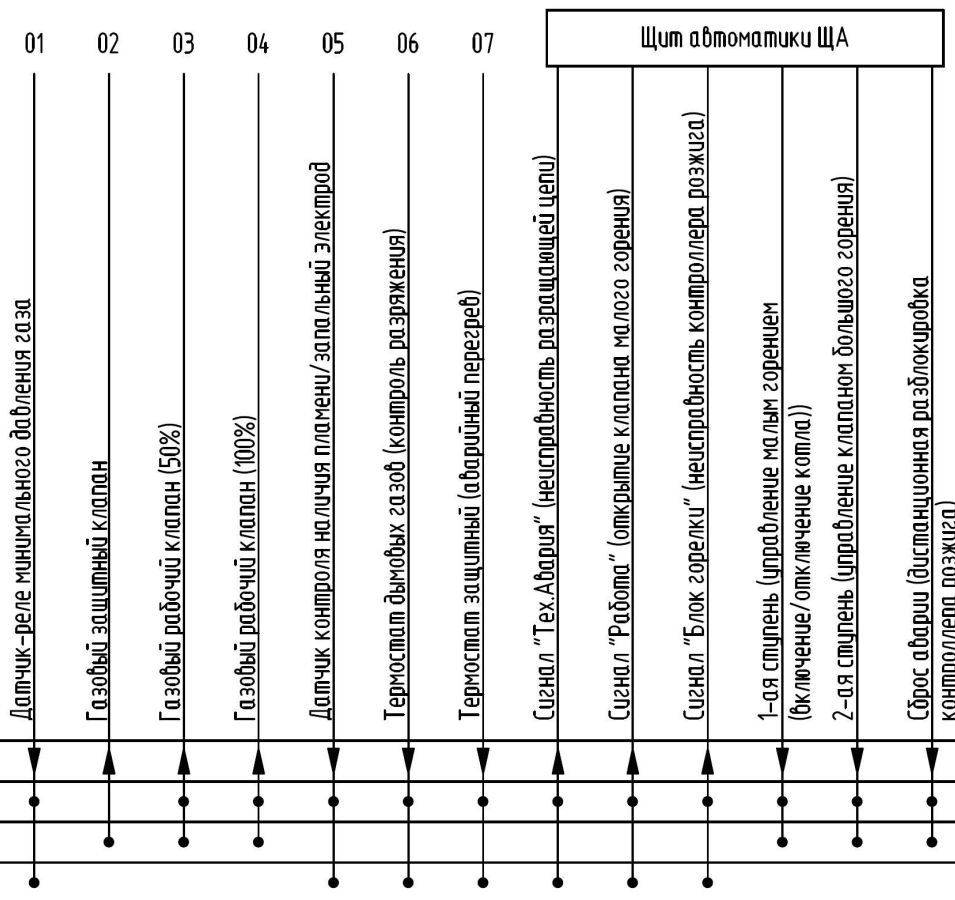 01
02
03
04
05
06
07
Щит автоматики ЩА
Датчик-реле минимального давления газа
Газовый защитный клапан
Газовый рабочий клапан (50%)
Газовый рабочий клапан (100%)
Датчик контроля наличия пламени/запальный электрод
Термостат дымовых газов (контроль разряжения)
Термостат защитный (аварийный перегрев)
Сигнал "Тех.Авария" (неисправность разращающей цепи)
Сигнал "Работа" (открытие клапана малого горения)
Сигнал "Блок горелки" (неисправность контроллера розжига)
1-ая ступень (управление малым горением
(включение/отключение котла))
2-ая ступень (управление клапаном большого горения)
Сброс аварии (дистанционная разблокировка
контроллера розжига)